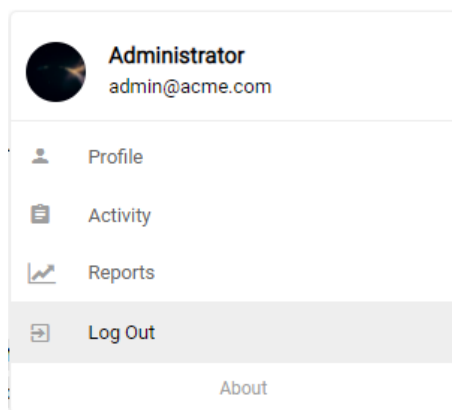 Administrator
admin@acme.com
Profile
Activity
Reports
Log Out
About